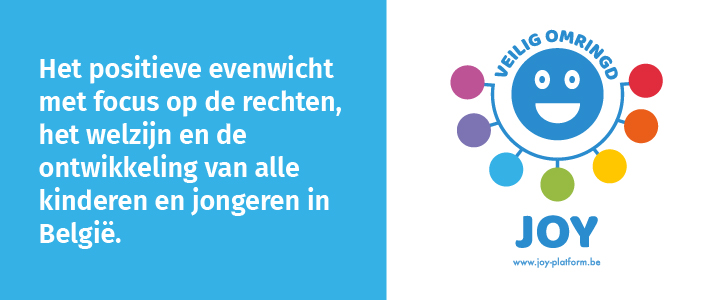 Het positieve evenwicht
met focus op de rechten,
het welzijn en de
ontwikkeling van alle
kinderen en jongeren in
België.
VEILIG OMRINGD
JOY
www.joy-platform.be